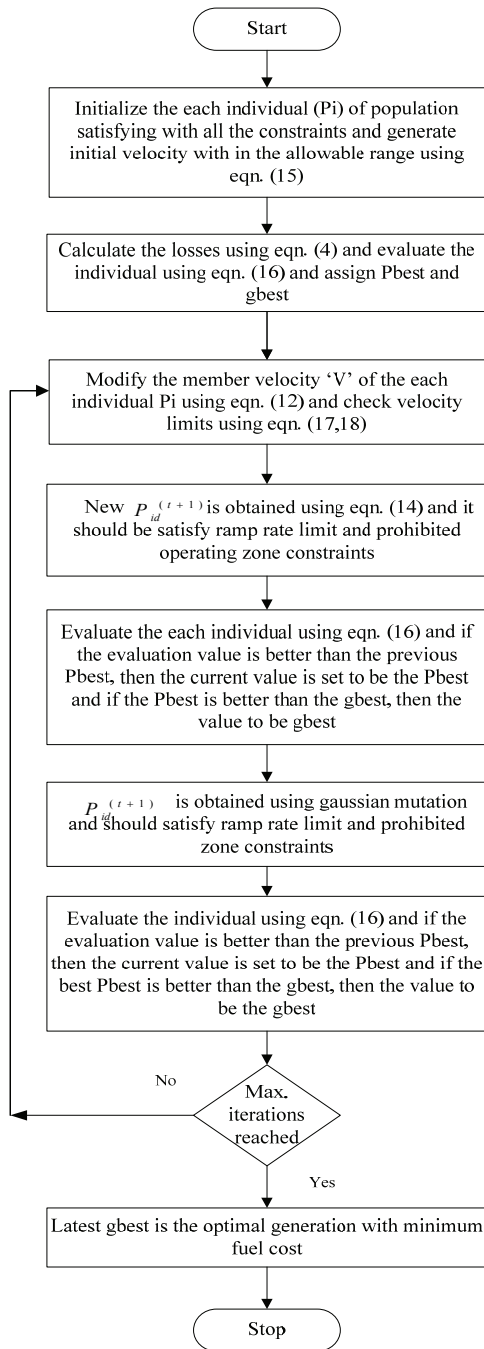 Start
Initialize the each individual (Pi) of population
satisfying with all the constraints and generate
initial velocity with in the allowable range using
eqn. (15)
Calculate the losses using eqn. (4) and evaluate the
individual using eqn. (16) and assign Pbest and
gbest
Modify the member velocity ‘V’ of the each
individual Pi using eqn. (12) and check velocity
limits using eqn. (17,18)
New P_id^(t+1) is obtained using eqn. (14) and it
should be satisfy ramp rate limit and prohibited
operating zone constraints
Evaluate the each individual using eqn. (16) and if
the evaluation value is better than the previous
Pbest, then the current value is set to be the Pbest
and if the Pbest is better than the gbest, then the
value to be gbest
P_id^(t+1) is obtained using gaussian mutation
and should satisfy ramp rate limit and prohibited
zone constraints
Evaluate the individual using eqn. (16) and if the
evaluation value is better than the previous Pbest,
then the current value is set to be the Pbest and if the
best Pbest is better than the gbest, then the value to
be the gbest
No
Max.
iterations
reached
Yes
Latest gbest is the optimal generation with minimum
fuel cost
Stop